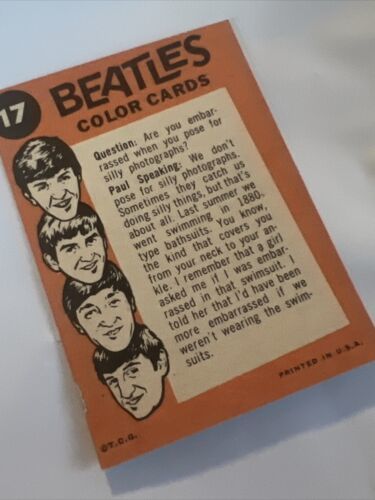 17
BEATLES
COLOR CARDS
Question: Are you embar-
rassed when you pose for
silly photographs?
Paul Speaking: We don't
pose for silly photographs.
Sometimes they catch us
doing silly things, but that's
about all. Last summer we
went swimming in 1880-
type bathsuits. You know,
the kind that covers you
from your neck to your an-
kle. I remember that a girl
asked me if I was embar-
rassed in that swimsuit. I
told her that I'd have been
more embarrassed if we
weren't wearing the swim-
suits.
©T.C.G.
PRINTED IN U.S.A.